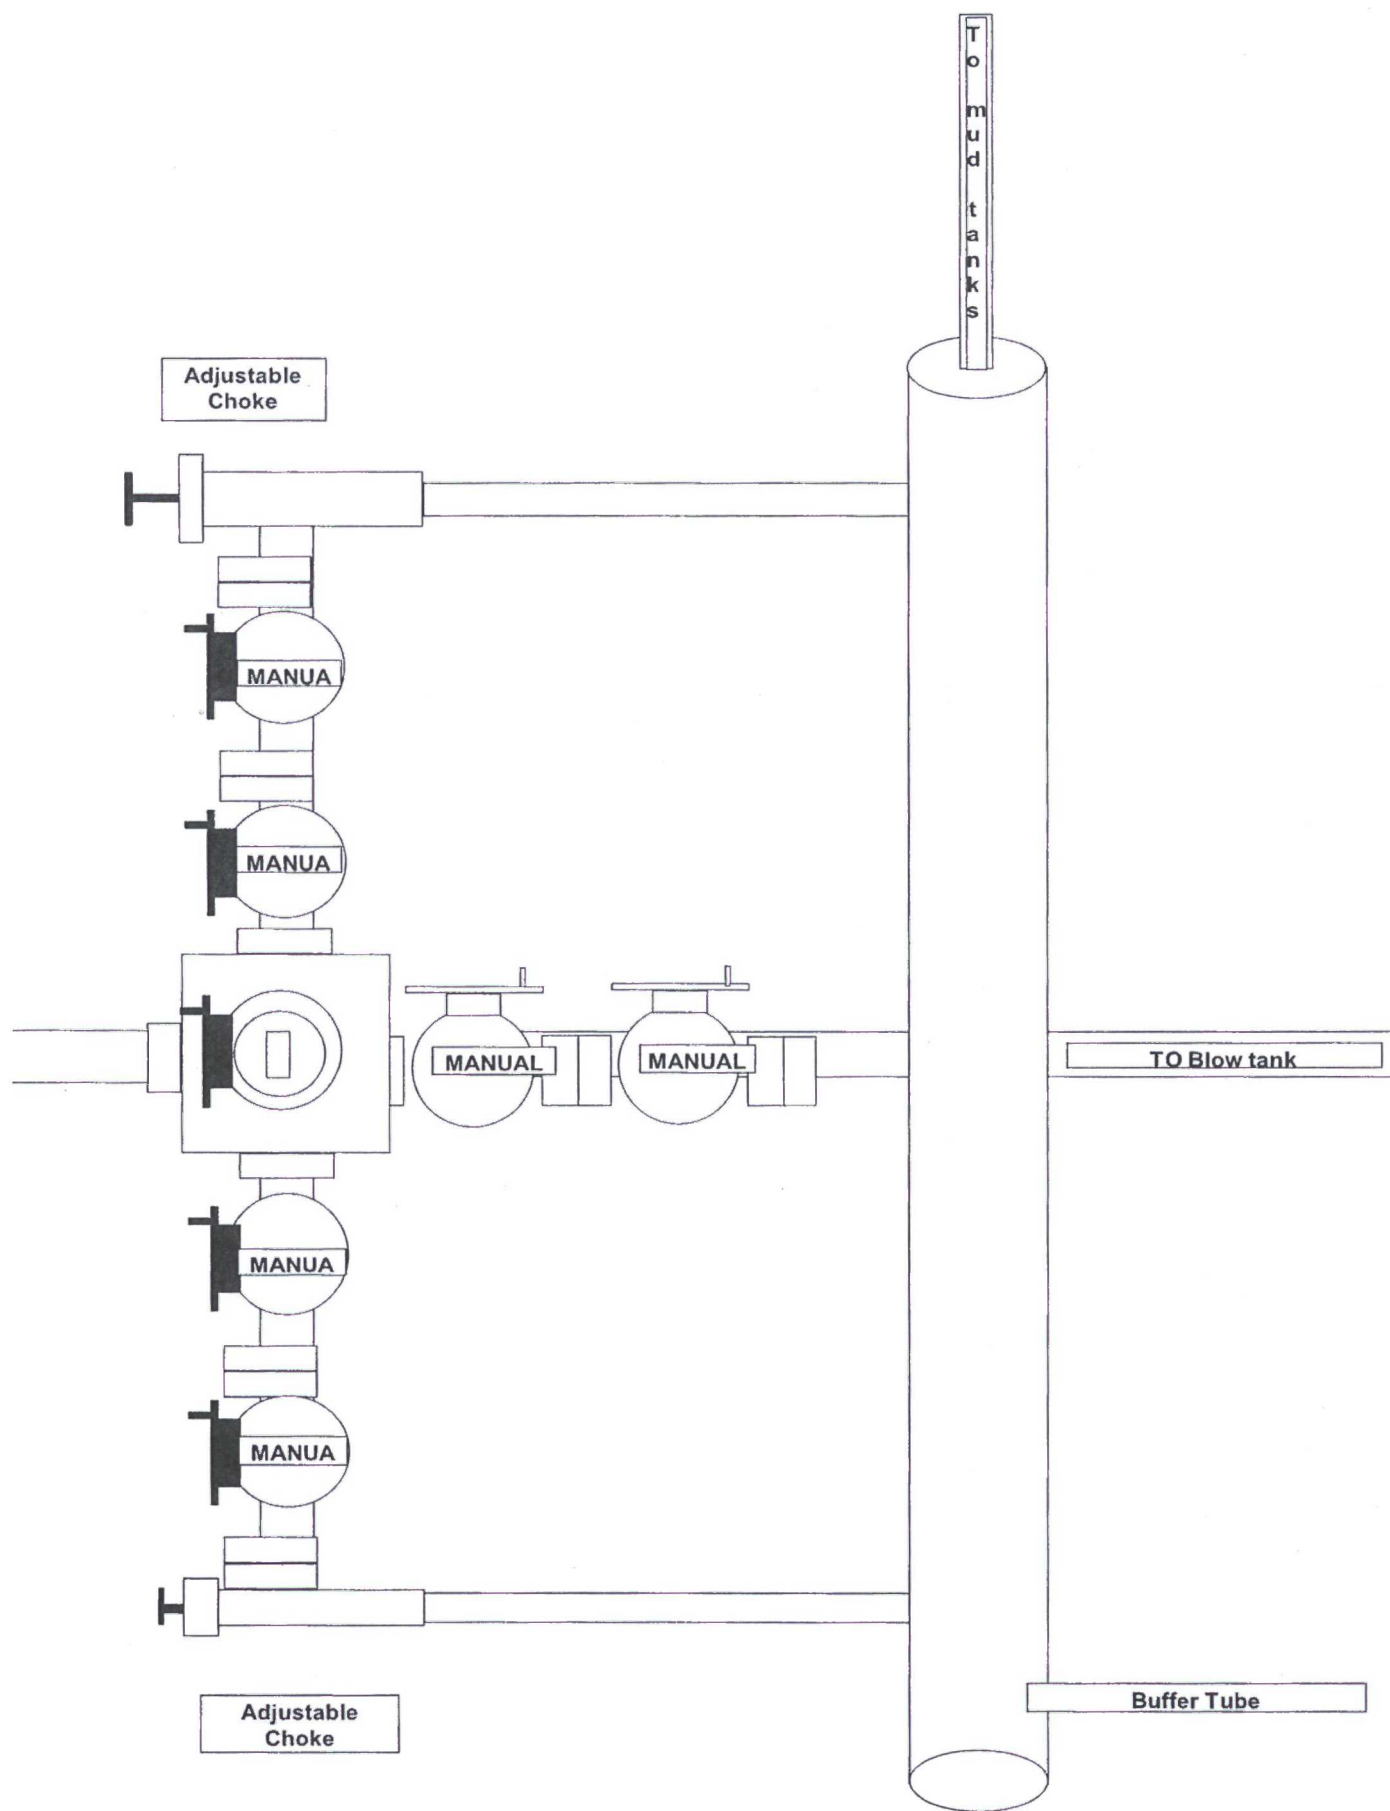 To mud tanks
Adjustable
Choke
MANUA
MANUA
MANUAL
MANUAL
TO Blow tank
MANUA
MANUA
Buffer Tube
Adjustable
Choke